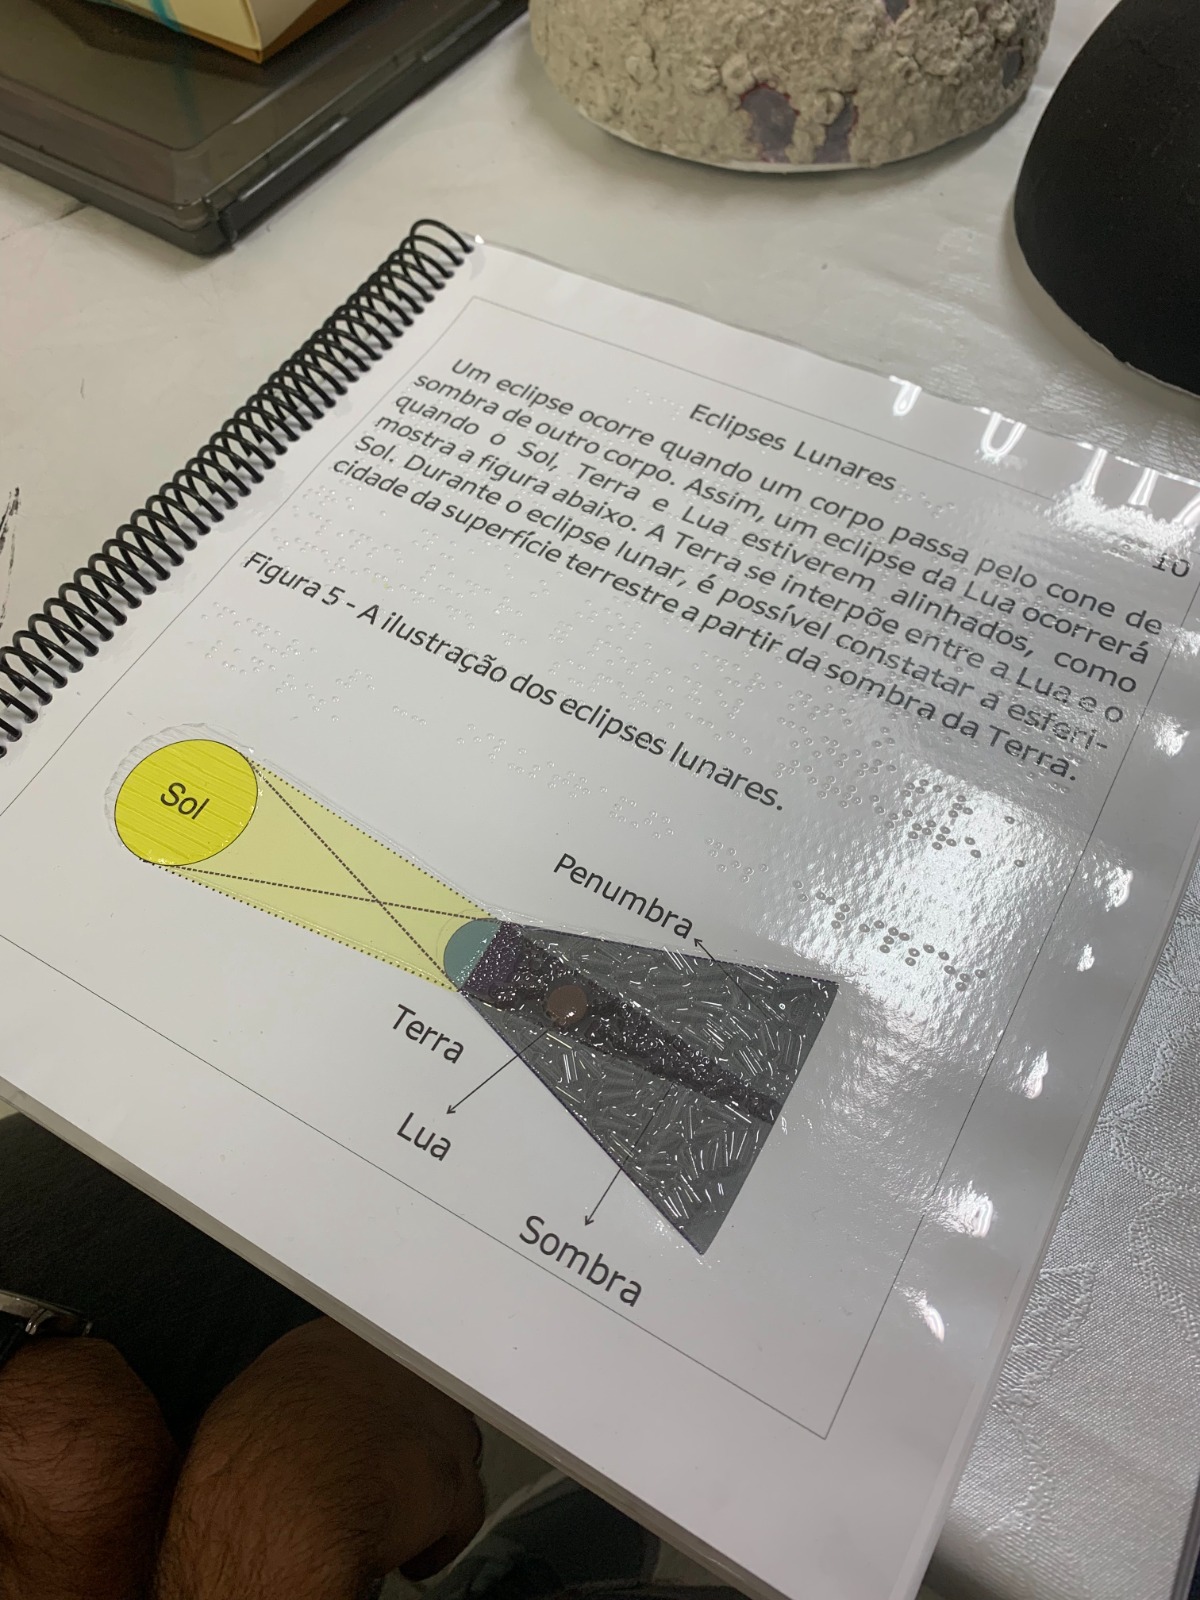 10
Eclipses Lunares
Um eclipse ocorre quando um corpo passa pelo cone de
sombra de outro corpo. Assim, um eclipse da Lua ocorrerá
quando o Sol, Terra e Lua estiverem alinhados, como
mostra a figura abaixo. A Terra se interpõe entre a Lua e o
Sol. Durante o eclipse lunar, é possível constatar a esferi-
cidade da superfície terrestre a partir da sombra da Terra.
Figura 5 - A ilustração dos eclipses lunares.
Sol
Penumbra
Terra
Lua
Sombra